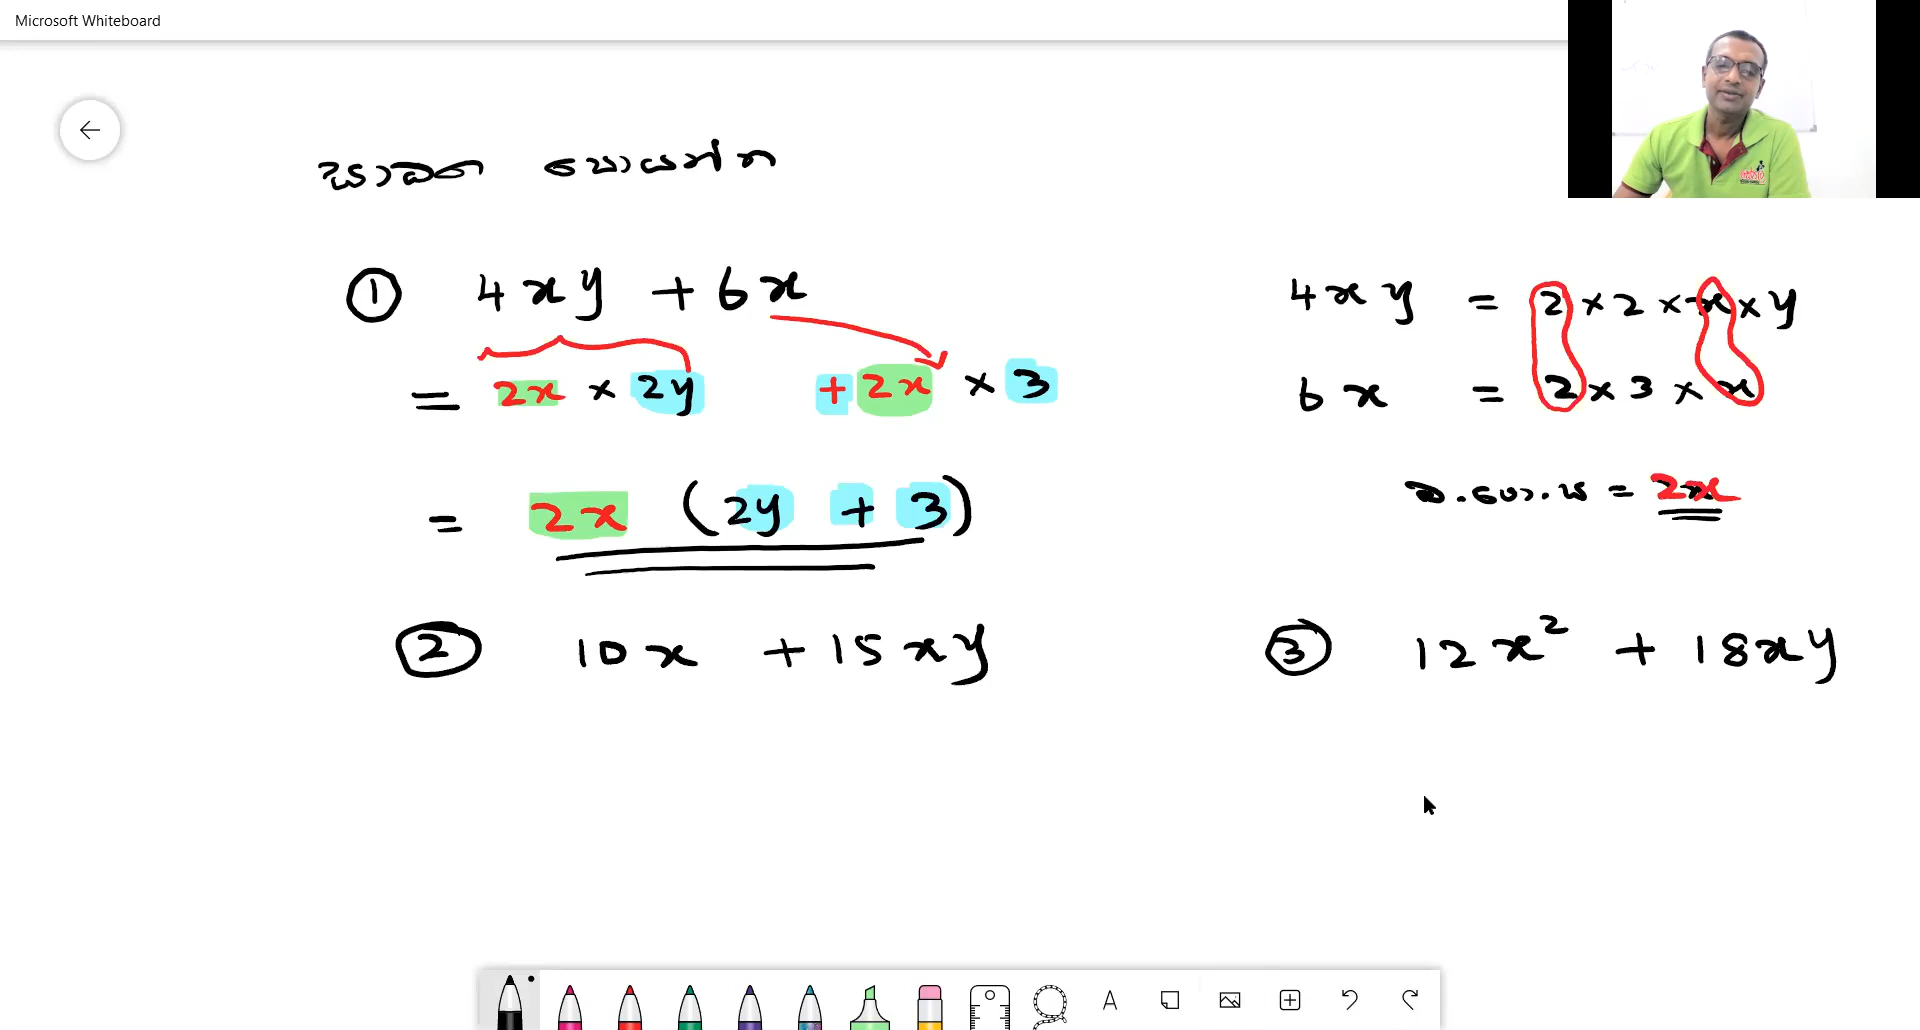 Microsoft Whiteboard
සාධක සොයන්න
① 4xy + 6x
= 2x × 2y + 2x × 3
= 2x (2y + 3)
4xy = 2 × 2 × x × y
6x = 2 × 3 × x
ම.පො.ස = 2x
② 10x + 15xy
③ 12x² + 18xy